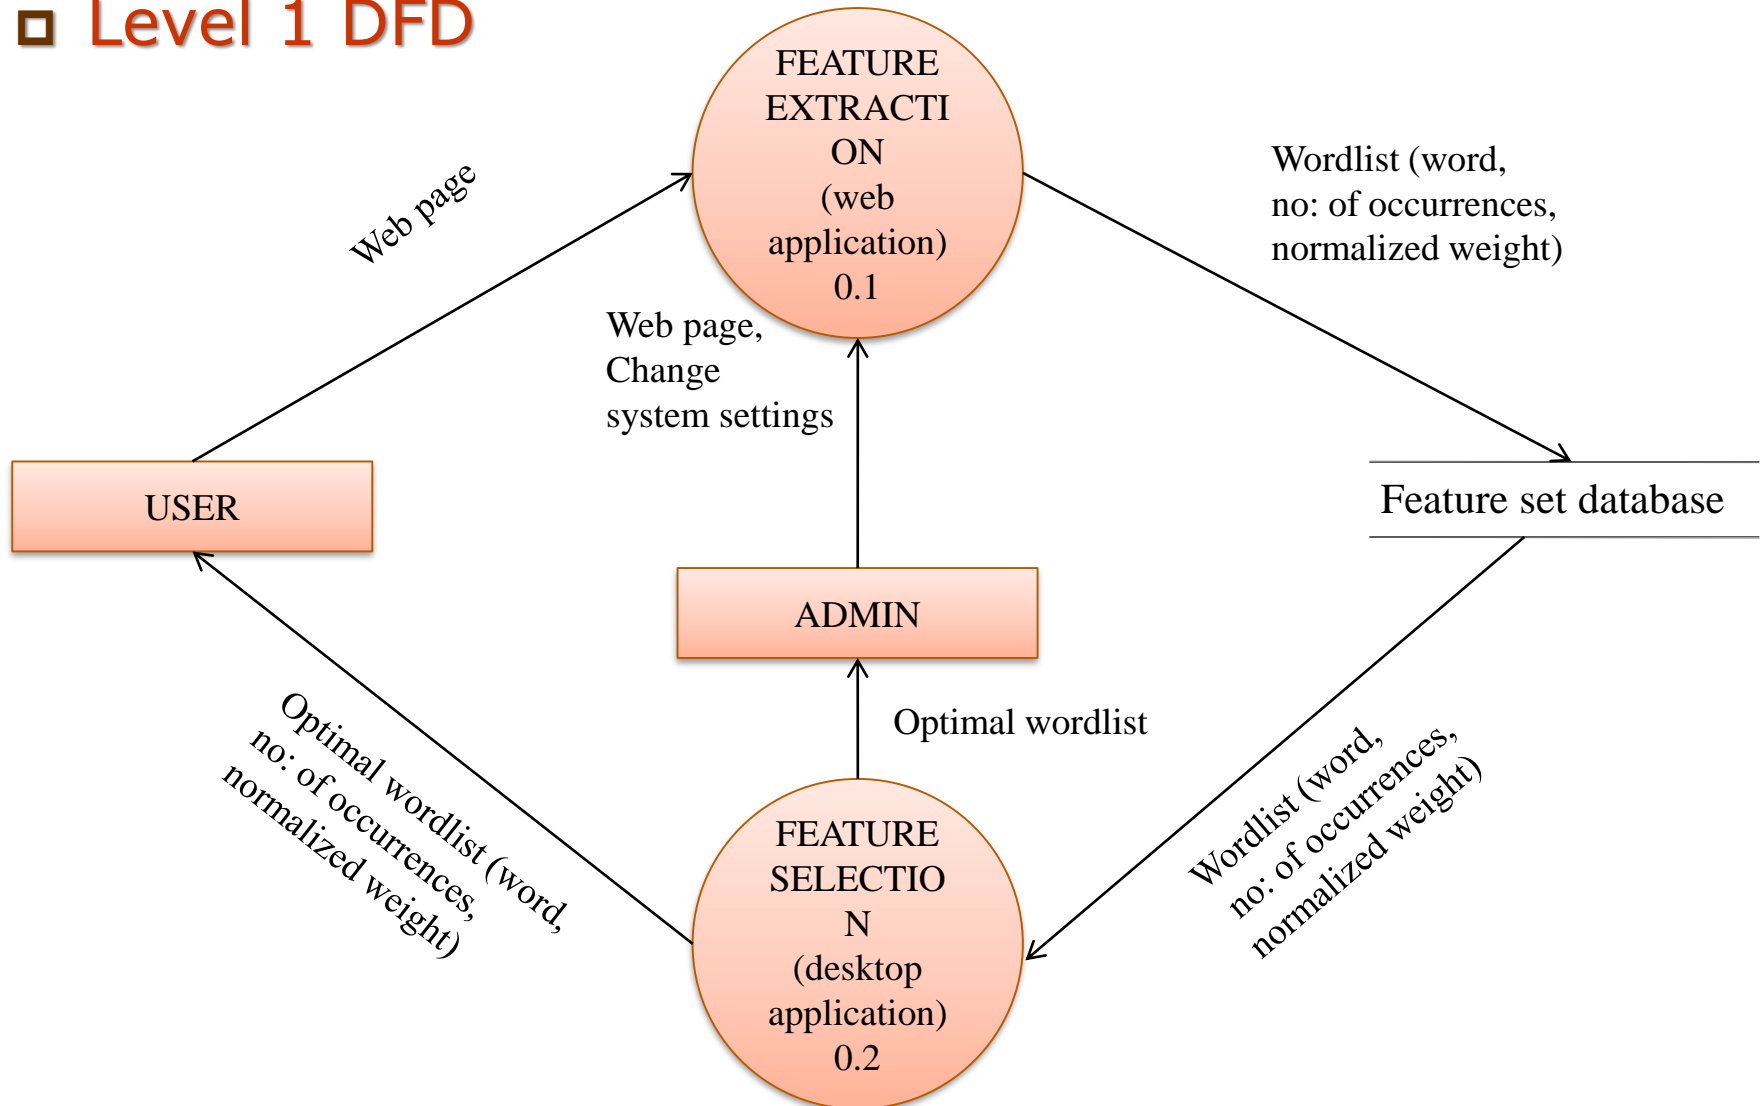 Level 1 DFD
FEATURE
EXTRACTI
ON
(web
application)
0.1
Web page
Wordlist (word,
no: of occurrences,
normalized weight)
Web page,
Change
system settings
USER
Feature set database
ADMIN
Optimal wordlist
Optimal wordlist (word,
no: of occurrences,
normalized weight)
Wordlist (word,
no: of occurrences,
normalized weight)
FEATURE
SELECTIO
N
(desktop
application)
0.2